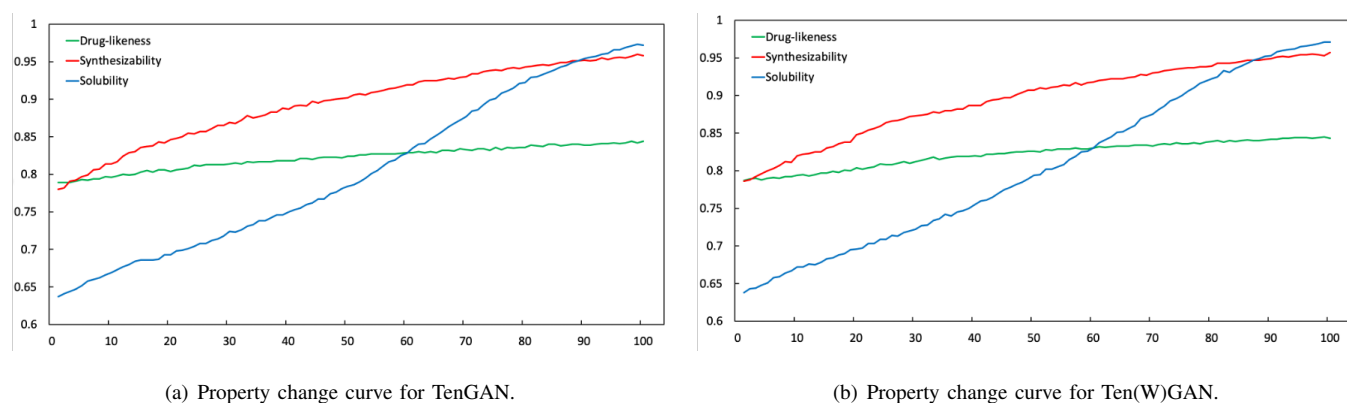 1
0.95
0.9
0.85
0.8
0.75
0.7
0.65
0.6
0 10 20 30 40 50 60 70 80 90 100
Drug-likeness
Synthesizability
Solubility
(a) Property change curve for TenGAN.
1
0.95
0.9
0.85
0.8
0.75
0.7
0.65
0.6
0 10 20 30 40 50 60 70 80 90 100
Drug-likeness
Synthesizability
Solubility
(b) Property change curve for Ten(W)GAN.